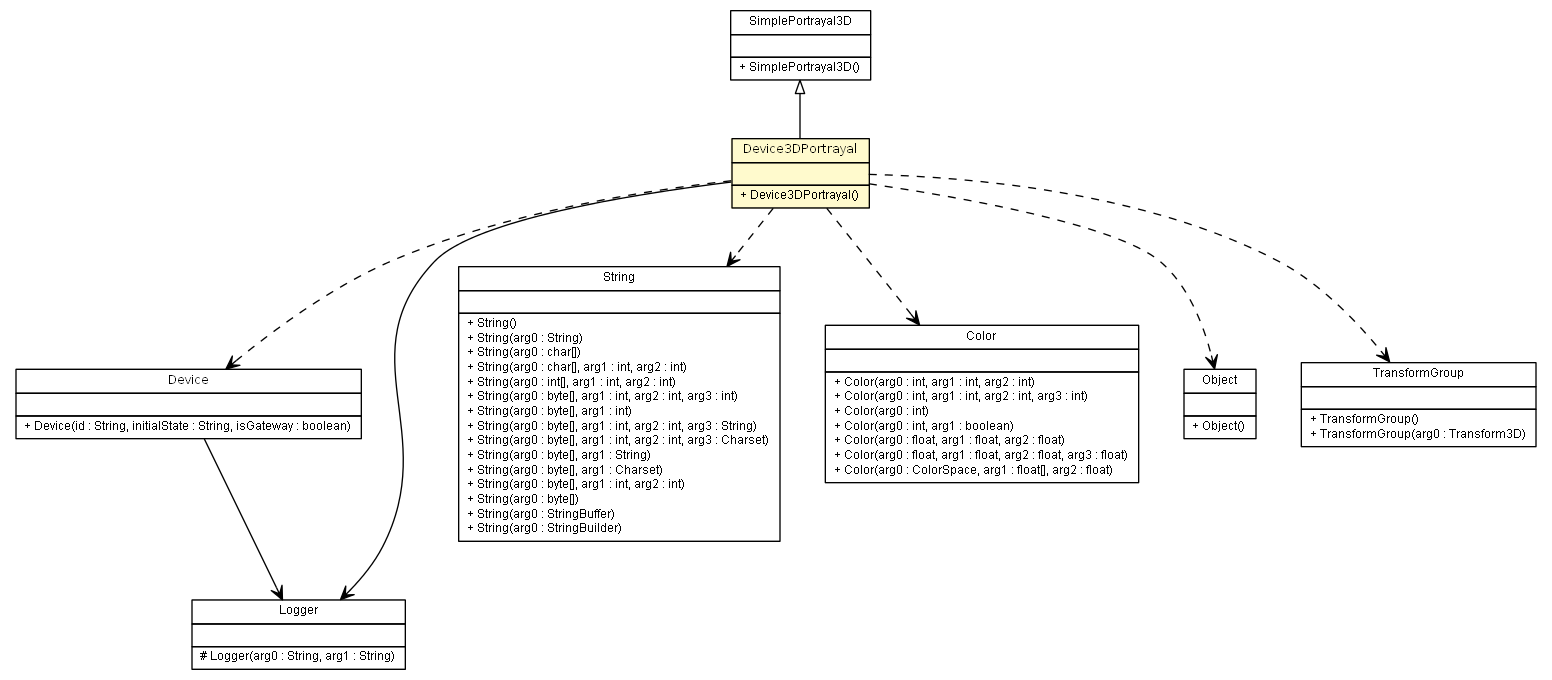 SimplePortrayal3D
+ SimplePortrayal3D()
Device3DPortrayal
+ Device3DPortrayal()
String
+ String()
+ String(arg0 : String)
+ String(arg0 : char[])
+ String(arg0 : char[], arg1 : int, arg2 : int)
+ String(arg0 : int[], arg1 : int, arg2 : int)
+ String(arg0 : byte[], arg1 : int, arg2 : int, arg3 : int)
+ String(arg0 : byte[], arg1 : int)
+ String(arg0 : byte[], arg1 : int, arg2 : int, arg3 : String)
+ String(arg0 : byte[], arg1 : int, arg2 : int, arg3 : Charset)
+ String(arg0 : byte[], arg1 : String)
+ String(arg0 : byte[], arg1 : Charset)
+ String(arg0 : byte[], arg1 : int, arg2 : int)
+ String(arg0 : byte[])
+ String(arg0 : StringBuffer)
+ String(arg0 : StringBuilder)
Color
+ Color(arg0 : int, arg1 : int, arg2 : int)
+ Color(arg0 : int, arg1 : int, arg2 : int, arg3 : int)
+ Color(arg0 : int)
+ Color(arg0 : int, arg1 : boolean)
+ Color(arg0 : float, arg1 : float, arg2 : float)
+ Color(arg0 : float, arg1 : float, arg2 : float, arg3 : float)
+ Color(arg0 : ColorSpace, arg1 : float[], arg2 : float)
Device
+ Device(id : String, initialState : String, isGateway : boolean)
Object
+ Object()
TransformGroup
+ TransformGroup()
+ TransformGroup(arg0 : Transform3D)
Logger
# Logger(arg0 : String, arg1 : String)